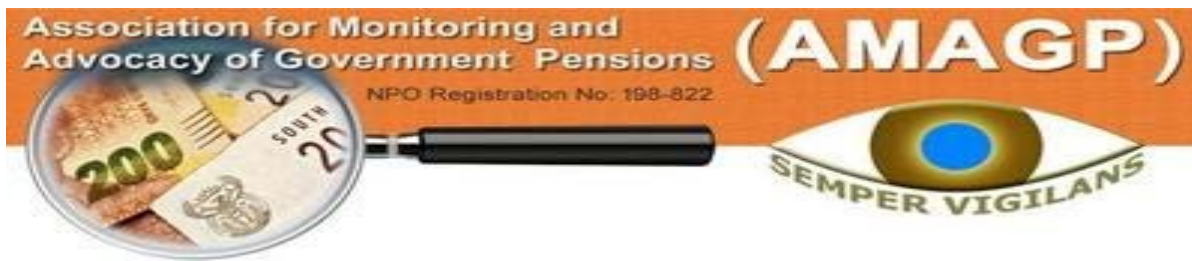 Association for Monitoring and
Advocacy of Government Pensions
(AMAGP)
NPO Registration No: 198-822
200
20
SOUTH
20
SEMPER VIGILANS